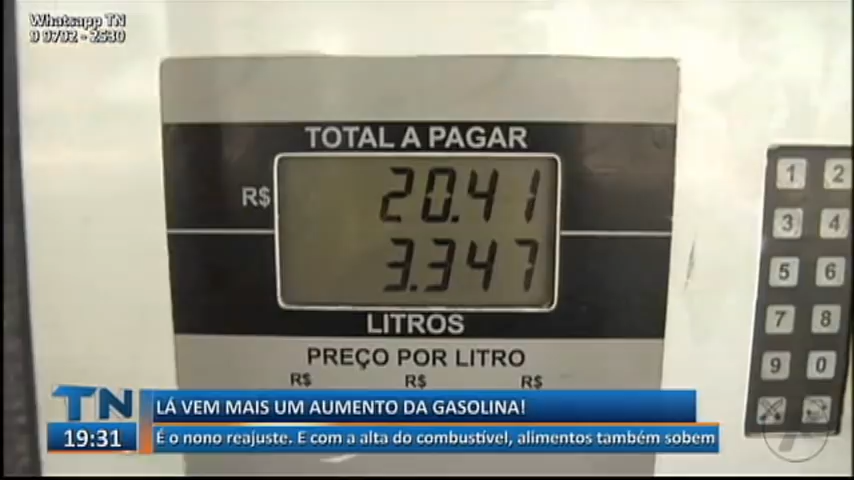 Whatsapp TN
9 9792 - 2530
TOTAL A PAGAR
R$ 20.41
3.347
LITROS
PREÇO POR LITRO
R$ R$ R$
1 2
3 4
5 6
7 8
9 0
TN LÁ VEM MAIS UM AUMENTO DA GASOLINA!
19:31 É o nono reajuste. E com a alta do combustível, alimentos também sobem